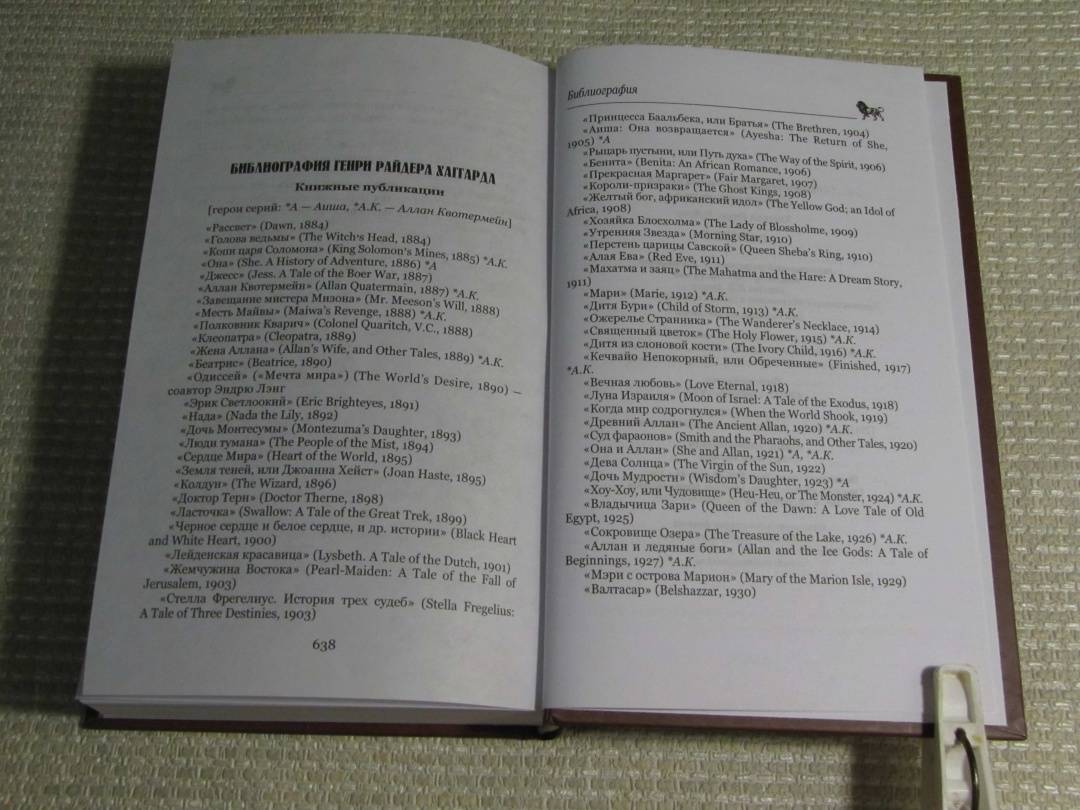 БИБЛИОГРАФИЯ ГЕНРИ РАЙДЕРА ХАГГАРДА
Книжные публикации
[герои серий: *А — Аиша, *А.К. — Аллан Квотермейн]
«Рассвет» (Dawn, 1884)
«Голова ведьмы» (The Witch's Head, 1884)
«Копи царя Соломона» (King Solomon's Mines, 1885) *А.К.
«Она» (She. A History of Adventure, 1886) *А
«Джесс» (Jess. A Tale of the Boer War, 1887)
«Аллан Квотермейн» (Allan Quatermain, 1887) *А.К.
«Завещание мистера Мизона» (Mr. Meeson's Will, 1888)
«Месть Майвы» (Maiwa's Revenge, 1888) *А.К.
«Полковник Кварич» (Colonel Quaritch, V.C., 1888)
«Клеопатра» (Cleopatra, 1889)
«Жена Аллана» (Allan's Wife, and Other Tales, 1889) *А.К.
«Беатрис» (Beatrice, 1890)
«Одиссей» («Мечта мира») (The World's Desire, 1890) —
соавтор Эндрю Лэнг
«Эрик Светлоокий» (Eric Brighteyes, 1891)
«Нада» (Nada the Lily, 1892)
«Дочь Монтесумы» (Montezuma's Daughter, 1893)
«Люди тумана» (The People of the Mist, 1894)
«Сердце Мира» (Heart of the World, 1895)
«Земля теней, или Джоанна Хейст» (Joan Haste, 1895)
«Колдун» (The Wizard, 1896)
«Доктор Терн» (Doctor Therne, 1898)
«Ласточка» (Swallow: A Tale of the Great Trek, 1899)
«Черное сердце и белое сердце, и др. истории» (Black Heart
and White Heart, 1900)
«Лейденская красавица» (Lysbeth. A Tale of the Dutch, 1901)
«Жемчужина Востока» (Pearl-Maiden: A Tale of the Fall of
Jerusalem, 1903)
«Стелла Фрегелиус. История трех судеб» (Stella Fregelius:
A Tale of Three Destinies, 1903)
638
Библиография
«Принцесса Баальбека, или Братья» (The Brethren, 1904)
«Аиша: Она возвращается» (Ayesha: The Return of She,
1905) *А
«Рыцарь пустыни, или Путь духа» (The Way of the Spirit, 1906)
«Бенита» (Benita: An African Romance, 1906)
«Прекрасная Маргарет» (Fair Margaret, 1907)
«Короли-призраки» (The Ghost Kings, 1908)
«Желтый бог, африканский идол» (The Yellow God; an Idol of
Africa, 1908)
«Хозяйка Блосхолма» (The Lady of Blossholme, 1909)
«Утренняя Звезда» (Morning Star, 1910)
«Перстень царицы Савской» (Queen Sheba's Ring, 1910)
«Алая Ева» (Red Eve, 1911)
«Махатма и заяц» (The Mahatma and the Hare: A Dream Story,
1911)
«Мари» (Marie, 1912) *А.К.
«Дитя Бури» (Child of Storm, 1913) *А.К.
«Ожерелье Странника» (The Wanderer's Necklace, 1914)
«Священный цветок» (The Holy Flower, 1915) *А.К.
«Дитя из слоновой кости» (The Ivory Child, 1916) *А.К.
«Кечвайо Непокорный, или Обреченные» (Finished, 1917)
*А.К.
«Вечная любовь» (Love Eternal, 1918)
«Луна Израиля» (Moon of Israel: A Tale of the Exodus, 1918)
«Когда мир содрогнулся» (When the World Shook, 1919)
«Древний Аллан» (The Ancient Allan, 1920) *А.К.
«Суд фараонов» (Smith and the Pharaohs, and Other Tales, 1920)
«Она и Аллан» (She and Allan, 1921) *А, *А.К.
«Дева Солнца» (The Virgin of the Sun, 1922)
«Дочь Мудрости» (Wisdom's Daughter, 1923) *А
«Хоу-Хоу, или Чудовище» (Heu-Heu, or The Monster, 1924) *А.К.
«Владычица Зари» (Queen of the Dawn: A Love Tale of Old
Egypt, 1925)
«Сокровище Озера» (The Treasure of the Lake, 1926) *А.К.
«Аллан и ледяные боги» (Allan and the Ice Gods: A Tale of
Beginnings, 1927) *А.К.
«Мэри с острова Марион» (Mary of the Marion Isle, 1929)
«Валтасар» (Belshazzar, 1930)